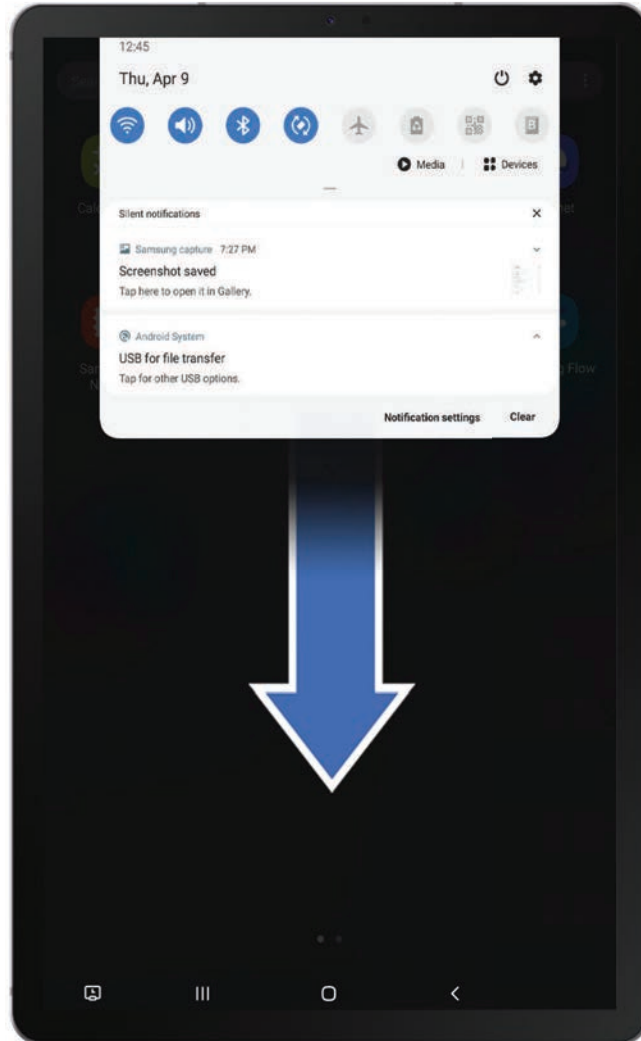 12:45
Thu, Apr 9
Media
Devices
Silent notifications
Samsung capture 7:27 PM
Screenshot saved
Tap here to open it in Gallery.
Android System
USB for file transfer
Tap for other USB options.
Flow
Notification settings
Clear